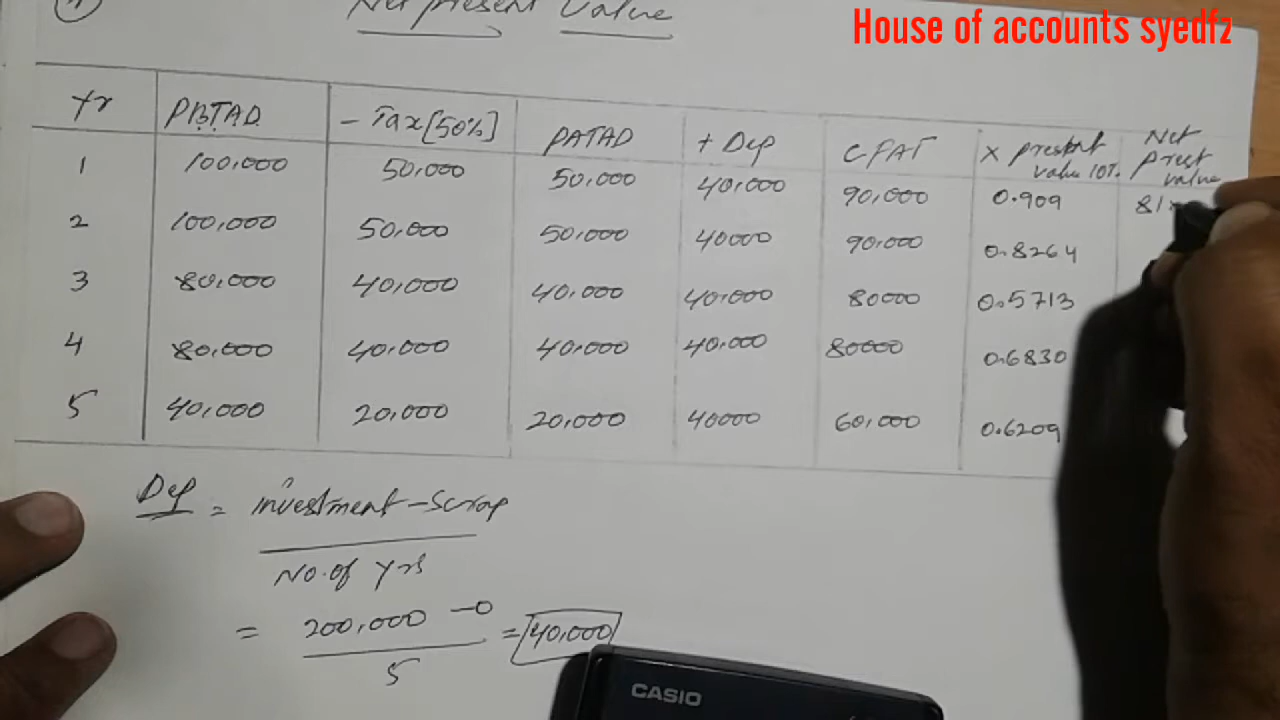 Net present Value
House of accounts syedfz
Yr PBTAD - Tax[50%] PATAD + Dep CFAT X present value 10% Net prest value
1 100,000 50,000 50,000 40,000 90,000 0.909 81
2 100,000 50,000 50,000 40000 90,000 0.8264
3 80,000 40,000 40,000 40,000 80000 0.5713
4 80,000 40,000 40,000 40,000 80000 0.6830
5 40,000 20,000 20,000 40000 60,000 0.6209
Dep = investment - Scrap
No. of Yrs
= 200,000 - 0 = 40,000
5
CASIO